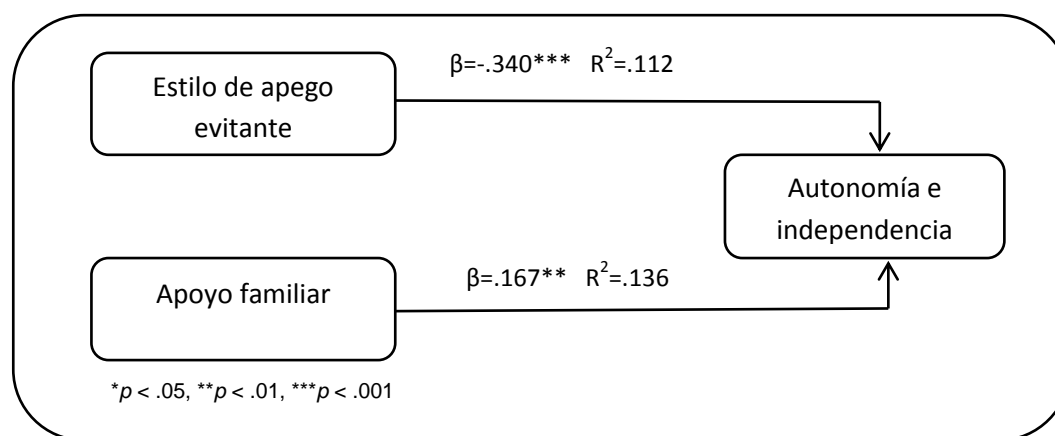 β=-.340*** R²=.112
Estilo de apego
evitante
Autonomía e
independencia
β=.167** R²=.136
Apoyo familiar
*p < .05, **p < .01, ***p < .001